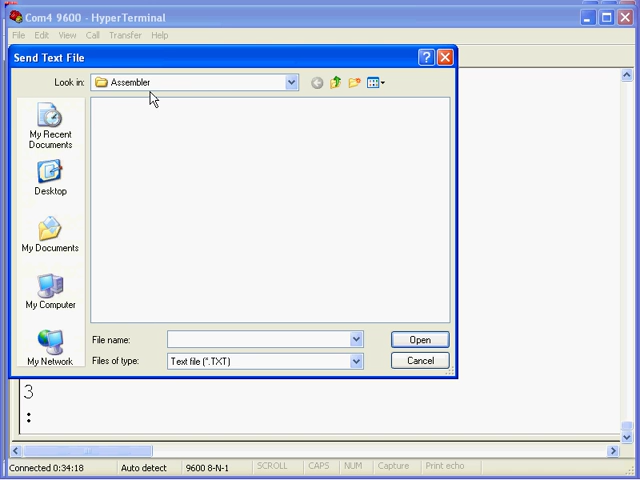 Com4 9600 - HyperTerminal
File Edit View Call Transfer Help
Send Text File
Look in: Assembler
My Recent
Documents
Desktop
My Documents
My Computer
My Network
File name:
Open
Files of type: Text file (*.TXT)
Cancel
3
:
Connected 0:34:18 Auto detect 9600 8-N-1 SCROLL CAPS NUM Capture Print echo